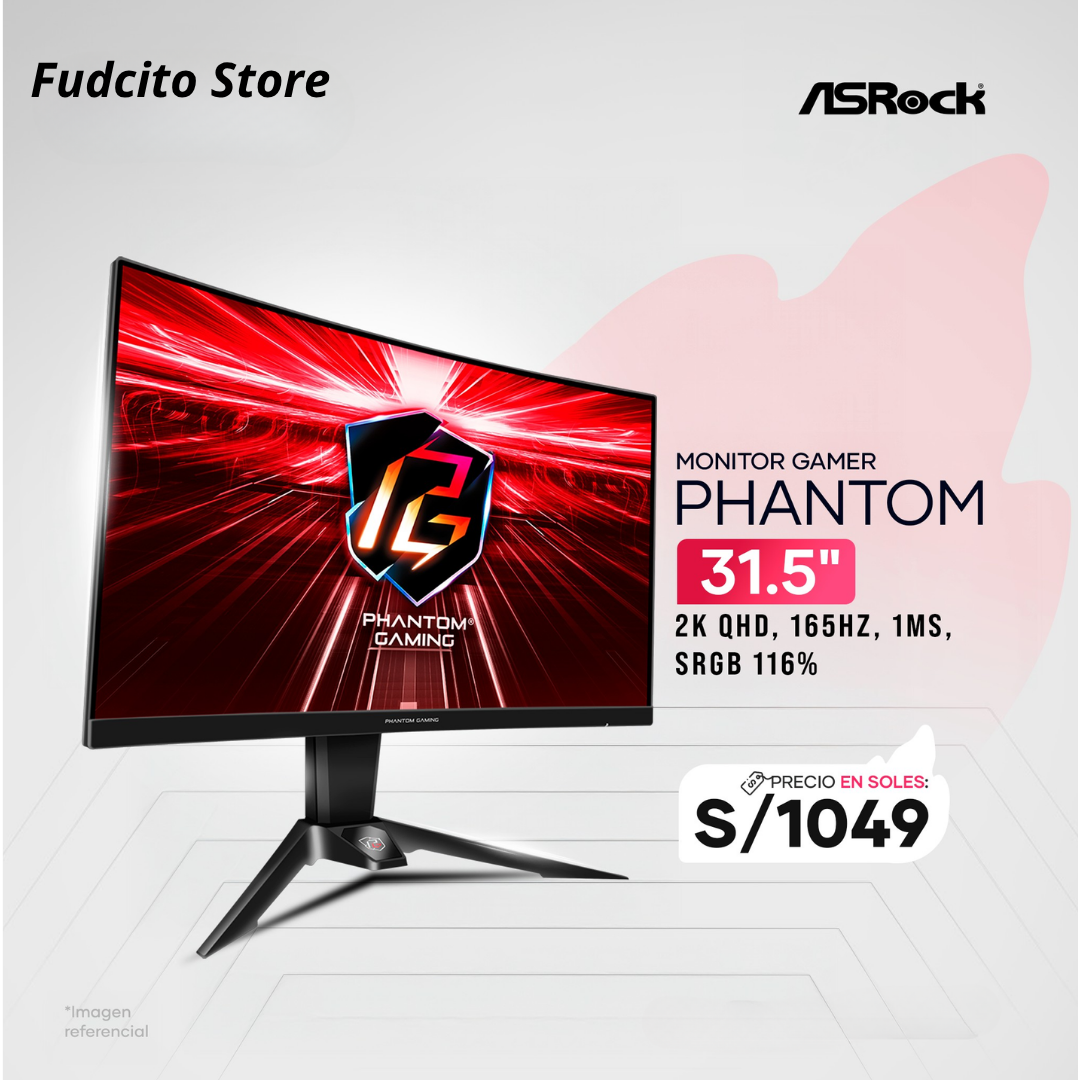 Fudcito Store
ASRock®
PHANTOM®
GAMING
PHANTOM GAMING
MONITOR GAMER
PHANTOM
31.5"
2K QHD, 165HZ, 1MS,
SRGB 116%
PRECIO EN SOLES:
S/1049
*Imagen
referencial